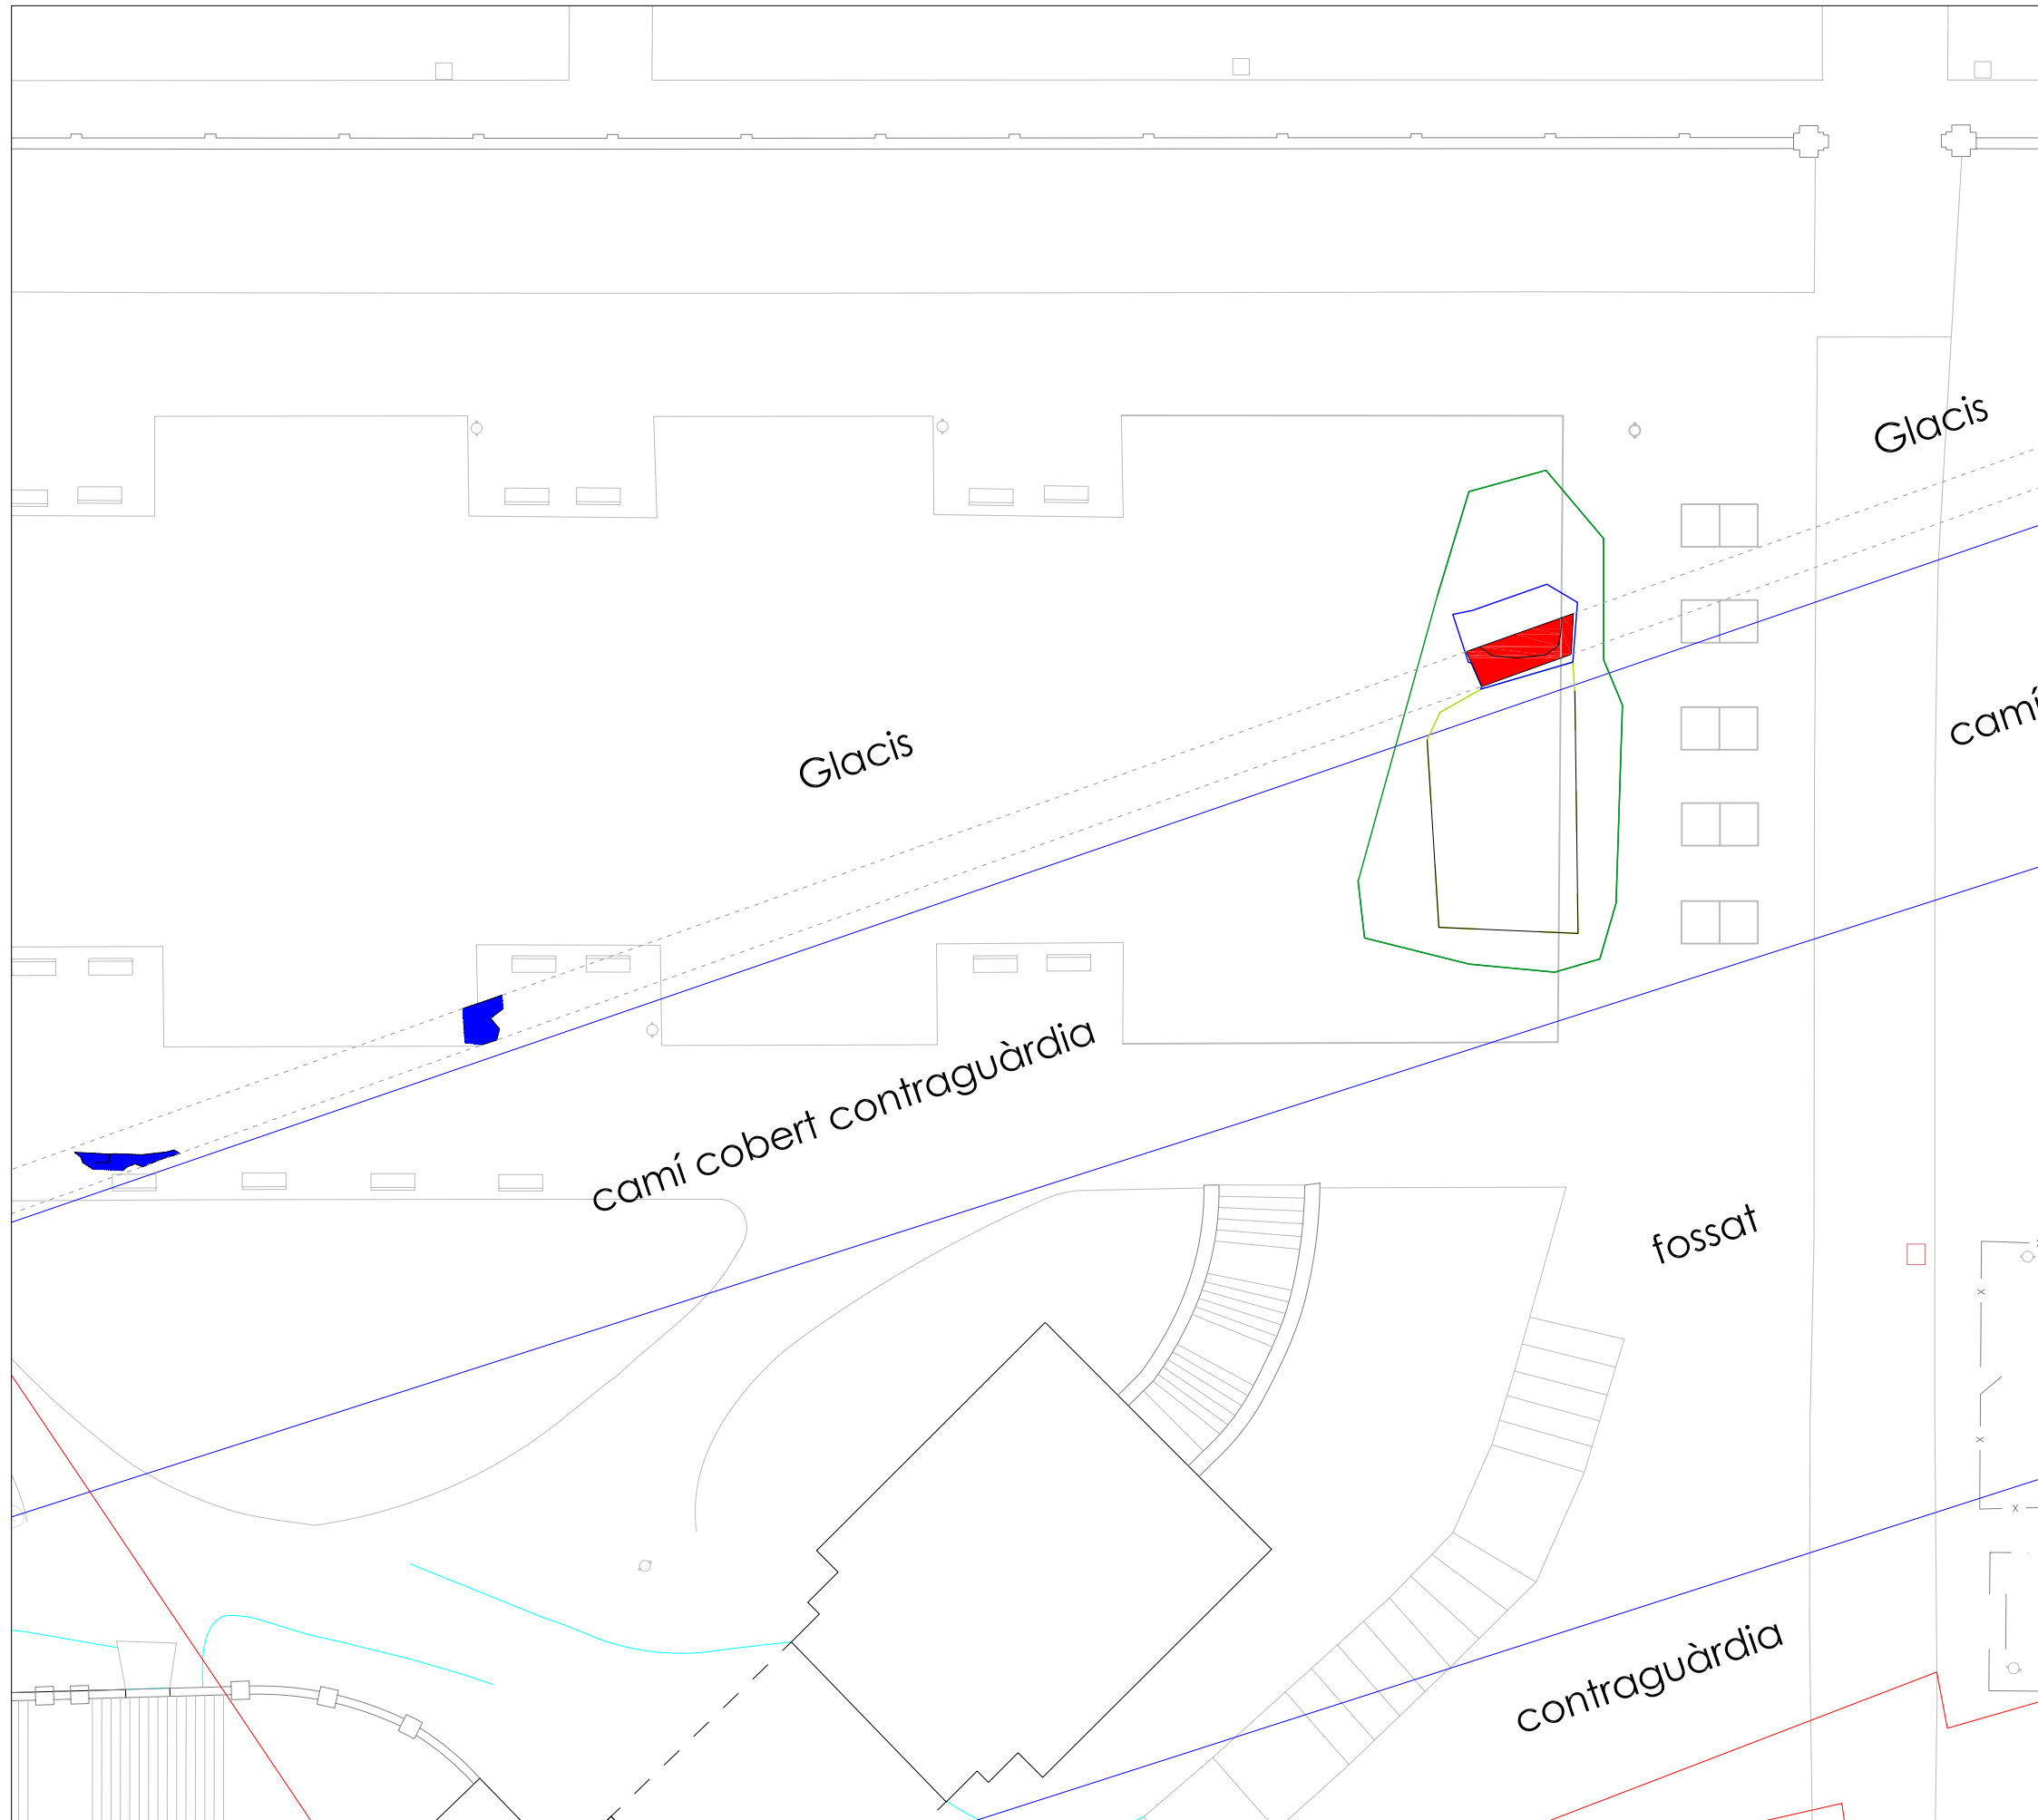 Glacis
camí
Glacis
camí cobert contraguàrdia
fossat
contraguàrdia